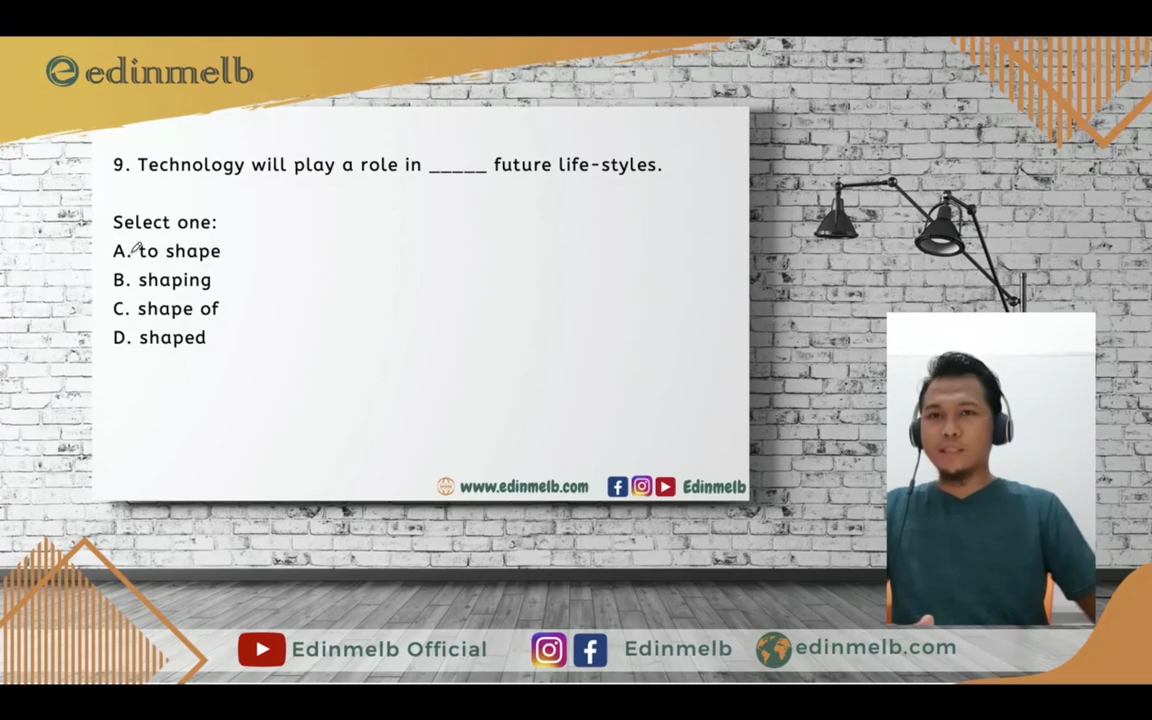 edinmelb
9. Technology will play a role in _____ future life-styles.
Select one:
A. to shape
B. shaping
C. shape of
D. shaped
www.edinmelb.com Edinmelb
Edinmelb Official Edinmelb edinmelb.com